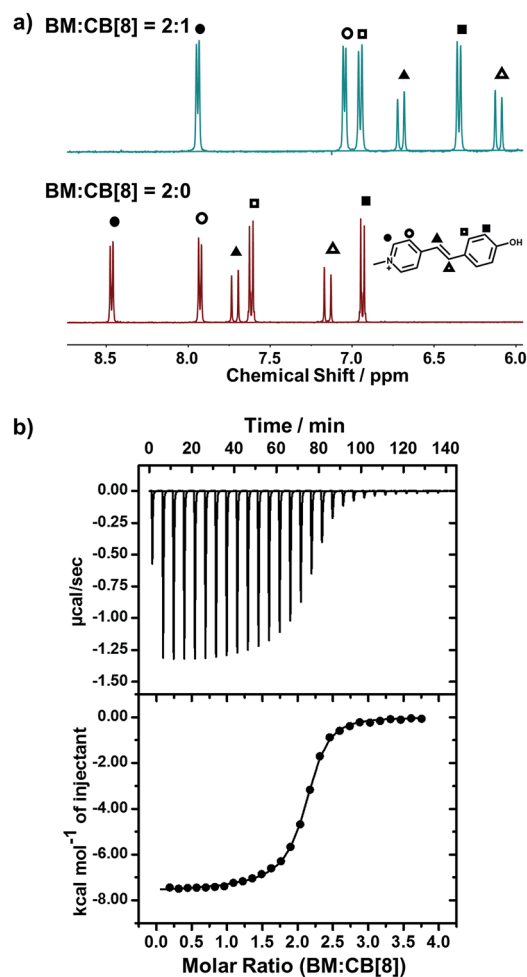 a)
BM:CB[8] = 2:1
BM:CB[8] = 2:0
N
+
OH
8.5 8.0 7.5 7.0 6.5 6.0
Chemical Shift / ppm
b)
Time / min
0 20 40 60 80 100 120 140
0.00
-0.25
-0.50
-0.75
-1.00
-1.25
-1.50
µcal/sec
0.00
-2.00
-4.00
-6.00
-8.00
kcal mol⁻¹ of injectant
0.0 0.5 1.0 1.5 2.0 2.5 3.0 3.5 4.0
Molar Ratio (BM:CB[8])